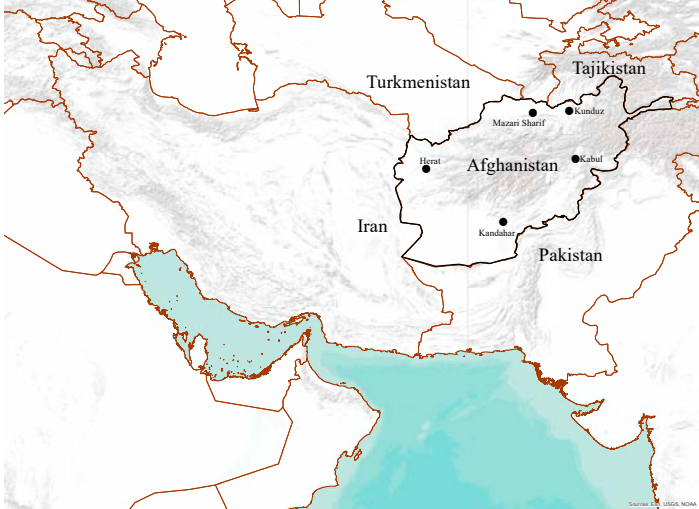 Tajikistan
Turkmenistan
Kunduz
Mazari Sharif
Kabul
Herat
Afghanistan
Iran
Kandahar
Pakistan
Sources: Esri, USGS, NOAA